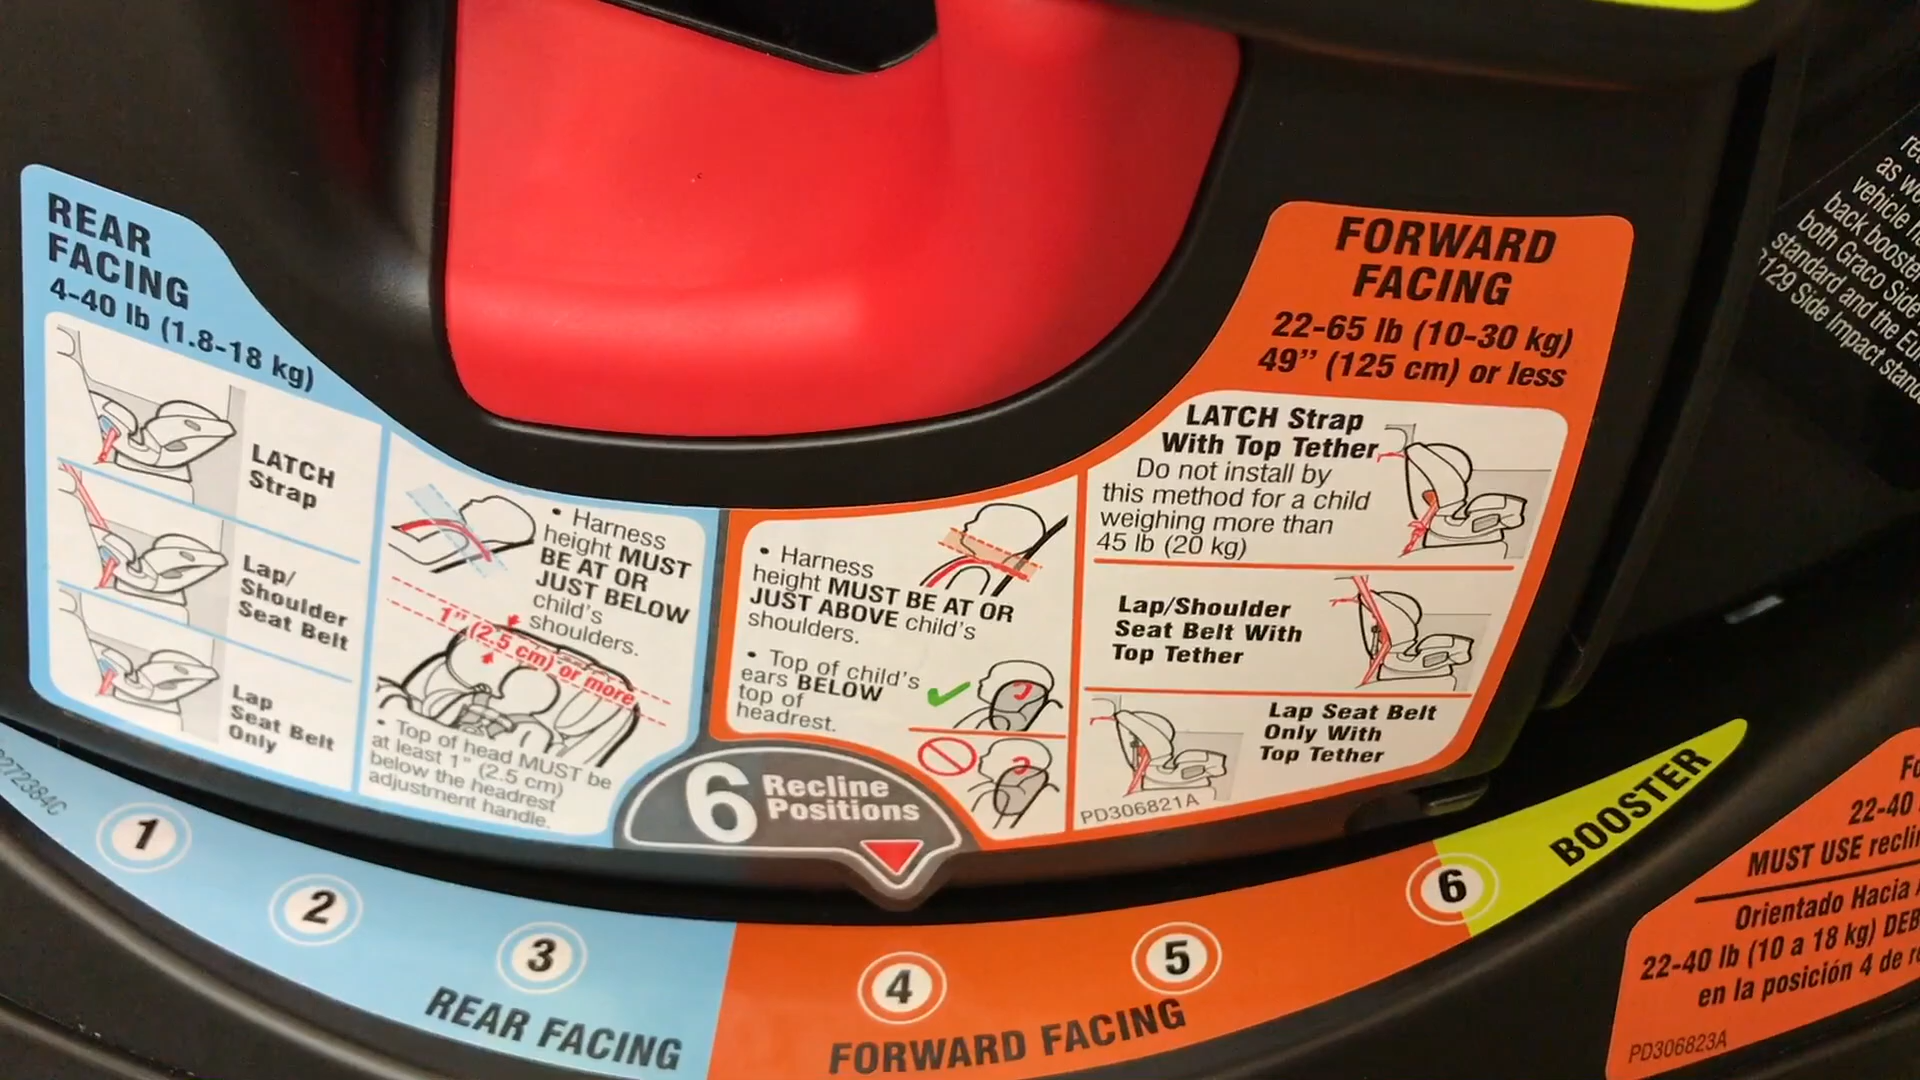 REAR
FACING
4-40 lb (1.8-18 kg)
LATCH
Strap
Lap/
Shoulder
Seat Belt
Lap
Seat Belt
Only
• Harness
height MUST
BE AT OR
JUST BELOW
child's
shoulders.
1" (2.5 cm) or more
• Top of head MUST be
at least 1" (2.5 cm)
below the headrest
adjustment handle.
• Harness
height MUST BE AT OR
JUST ABOVE child's
shoulders.
• Top of child's
ears BELOW
top of
headrest.
FORWARD
FACING
22-65 lb (10-30 kg)
49" (125 cm) or less
LATCH Strap
With Top Tether
Do not install by
this method for a child
weighing more than
45 lb (20 kg)
Lap/Shoulder
Seat Belt With
Top Tether
Lap Seat Belt
Only With
Top Tether
PD306821A
6 Recline
Positions
1
2
3
REAR FACING
4
5
FORWARD FACING
6
BOOSTER
as
vehicle
back booster
both Graco Side
standard and the
129 Side Impact
22-40
MUST USE
Orientado Hacia
22-40 lb (10 a 18 kg)
en la posición 4 de
PD306823A